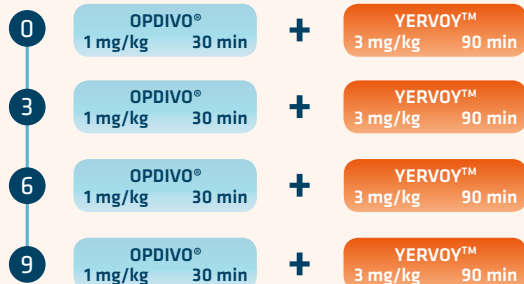 0
OPDIVO®
1 mg/kg 30 min
+
YERVOY™
3 mg/kg 90 min
3
OPDIVO®
1 mg/kg 30 min
+
YERVOY™
3 mg/kg 90 min
6
OPDIVO®
1 mg/kg 30 min
+
YERVOY™
3 mg/kg 90 min
9
OPDIVO®
1 mg/kg 30 min
+
YERVOY™
3 mg/kg 90 min